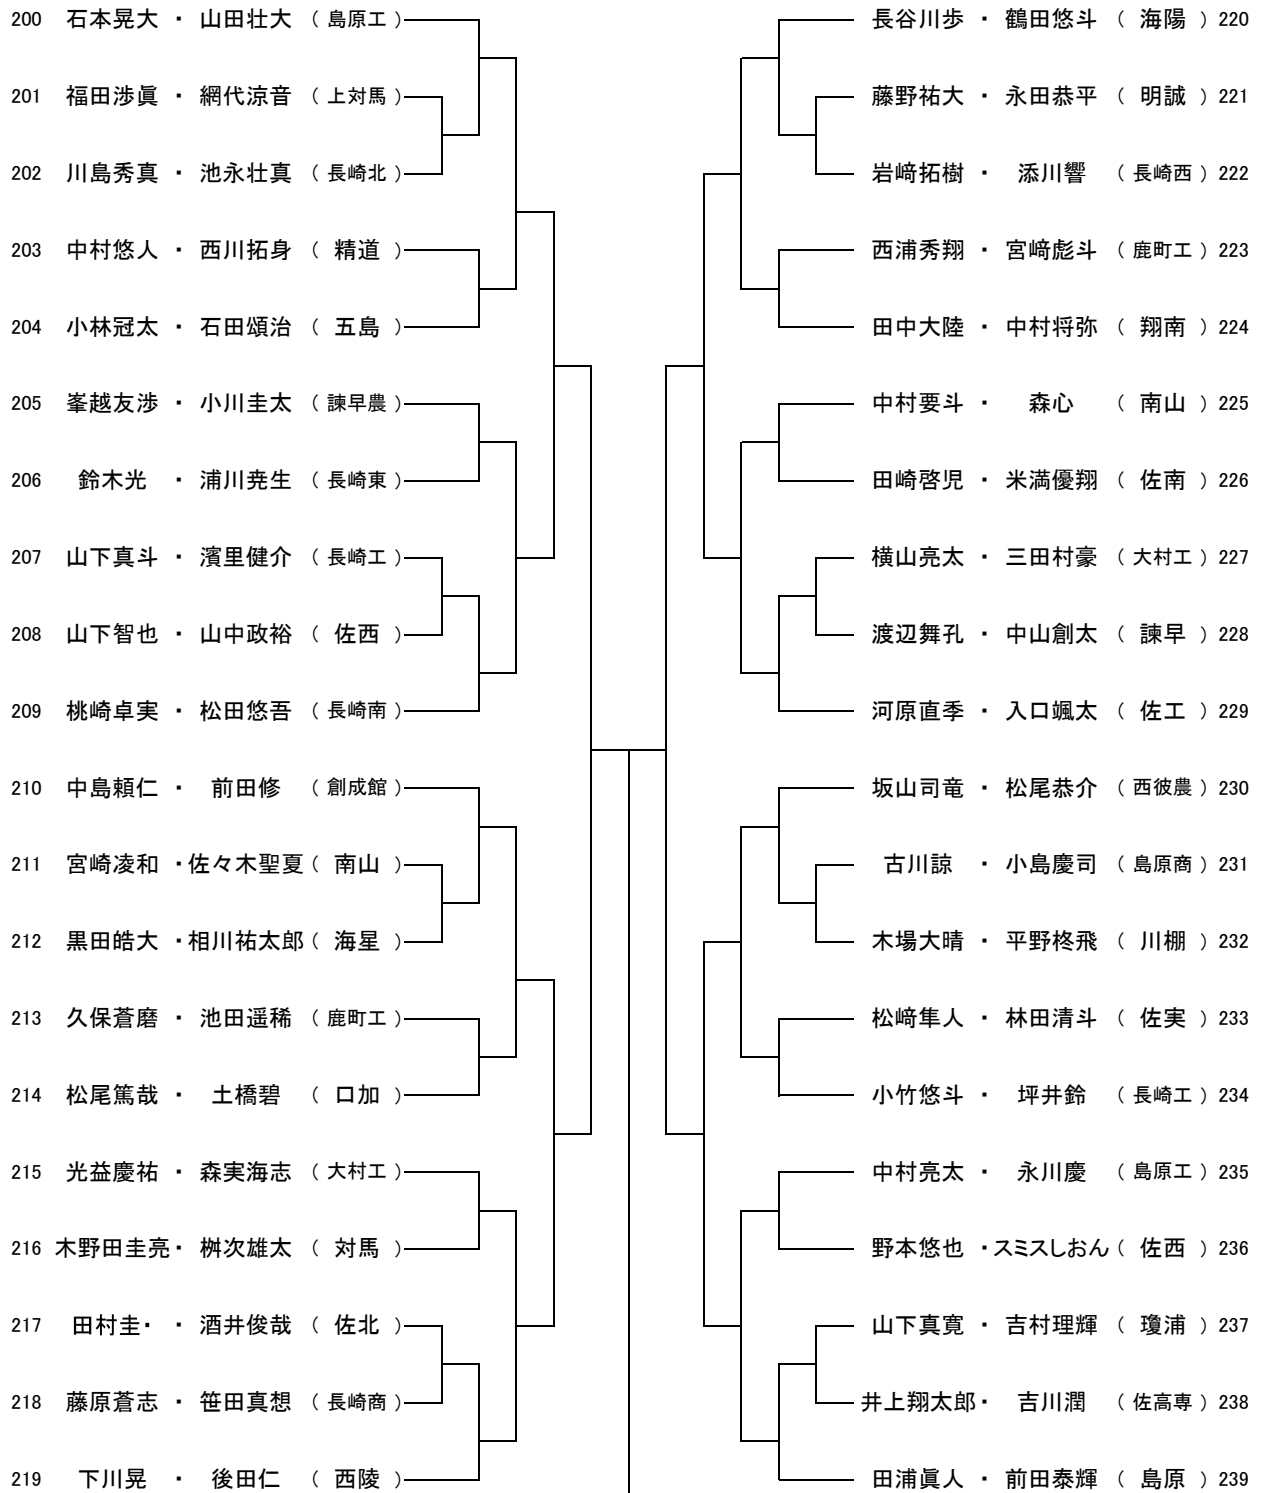 200 石本晃大 ・ 山田壮大 （ 島原工 ）
201 福田渉眞 ・ 網代涼音 （ 上対馬 ）
202 川島秀真 ・ 池永壮真 （ 長崎北 ）
203 中村悠人 ・ 西川拓身 （ 精道 ）
204 小林冠太 ・ 石田頌治 （ 五島 ）
205 峯越友渉 ・ 小川圭太 （ 諫早農 ）
206 鈴木光 ・ 浦川尭生 （ 長崎東 ）
207 山下真斗 ・ 濱里健介 （ 長崎工 ）
208 山下智也 ・ 山中政裕 （ 佐西 ）
209 桃崎卓実 ・ 松田悠吾 （ 長崎南 ）
210 中島頼仁 ・ 前田修 （ 創成館 ）
211 宮崎凌和 ・ 佐々木聖夏 （ 南山 ）
212 黒田皓大 ・ 相川祐太郎 （ 海星 ）
213 久保蒼磨 ・ 池田遥稀 （ 鹿町工 ）
214 松尾篤哉 ・ 土橋碧 （ 口加 ）
215 光益慶祐 ・ 森実海志 （ 大村工 ）
216 木野田圭亮 ・ 桝次雄太 （ 対馬 ）
217 田村圭・ ・ 酒井俊哉 （ 佐北 ）
218 藤原蒼志 ・ 笹田真想 （ 長崎商 ）
219 下川晃 ・ 後田仁 （ 西陵 ）
長谷川歩 ・ 鶴田悠斗 （ 海陽 ） 220
藤野祐大 ・ 永田恭平 （ 明誠 ） 221
岩﨑拓樹 ・ 添川響 （ 長崎西 ） 222
西浦秀翔 ・ 宮﨑彪斗 （ 鹿町工 ） 223
田中大陸 ・ 中村将弥 （ 翔南 ） 224
中村要斗 ・ 森心 （ 南山 ） 225
田崎啓児 ・ 米満優翔 （ 佐南 ） 226
横山亮太 ・ 三田村豪 （ 大村工 ） 227
渡辺舞孔 ・ 中山創太 （ 諫早 ） 228
河原直季 ・ 入口颯太 （ 佐工 ） 229
坂山司竜 ・ 松尾恭介 （ 西彼農 ） 230
古川諒 ・ 小島慶司 （ 島原商 ） 231
木場大晴 ・ 平野柊飛 （ 川棚 ） 232
松﨑隼人 ・ 林田清斗 （ 佐実 ） 233
小竹悠斗 ・ 坪井鈴 （ 長崎工 ） 234
中村亮太 ・ 永川慶 （ 島原工 ） 235
野本悠也 ・ スミスしおん （ 佐西 ） 236
山下真寛 ・ 吉村理輝 （ 瓊浦 ） 237
井上翔太郎 ・ 吉川潤 （ 佐高専 ） 238
田浦眞人 ・ 前田泰輝 （ 島原 ） 239